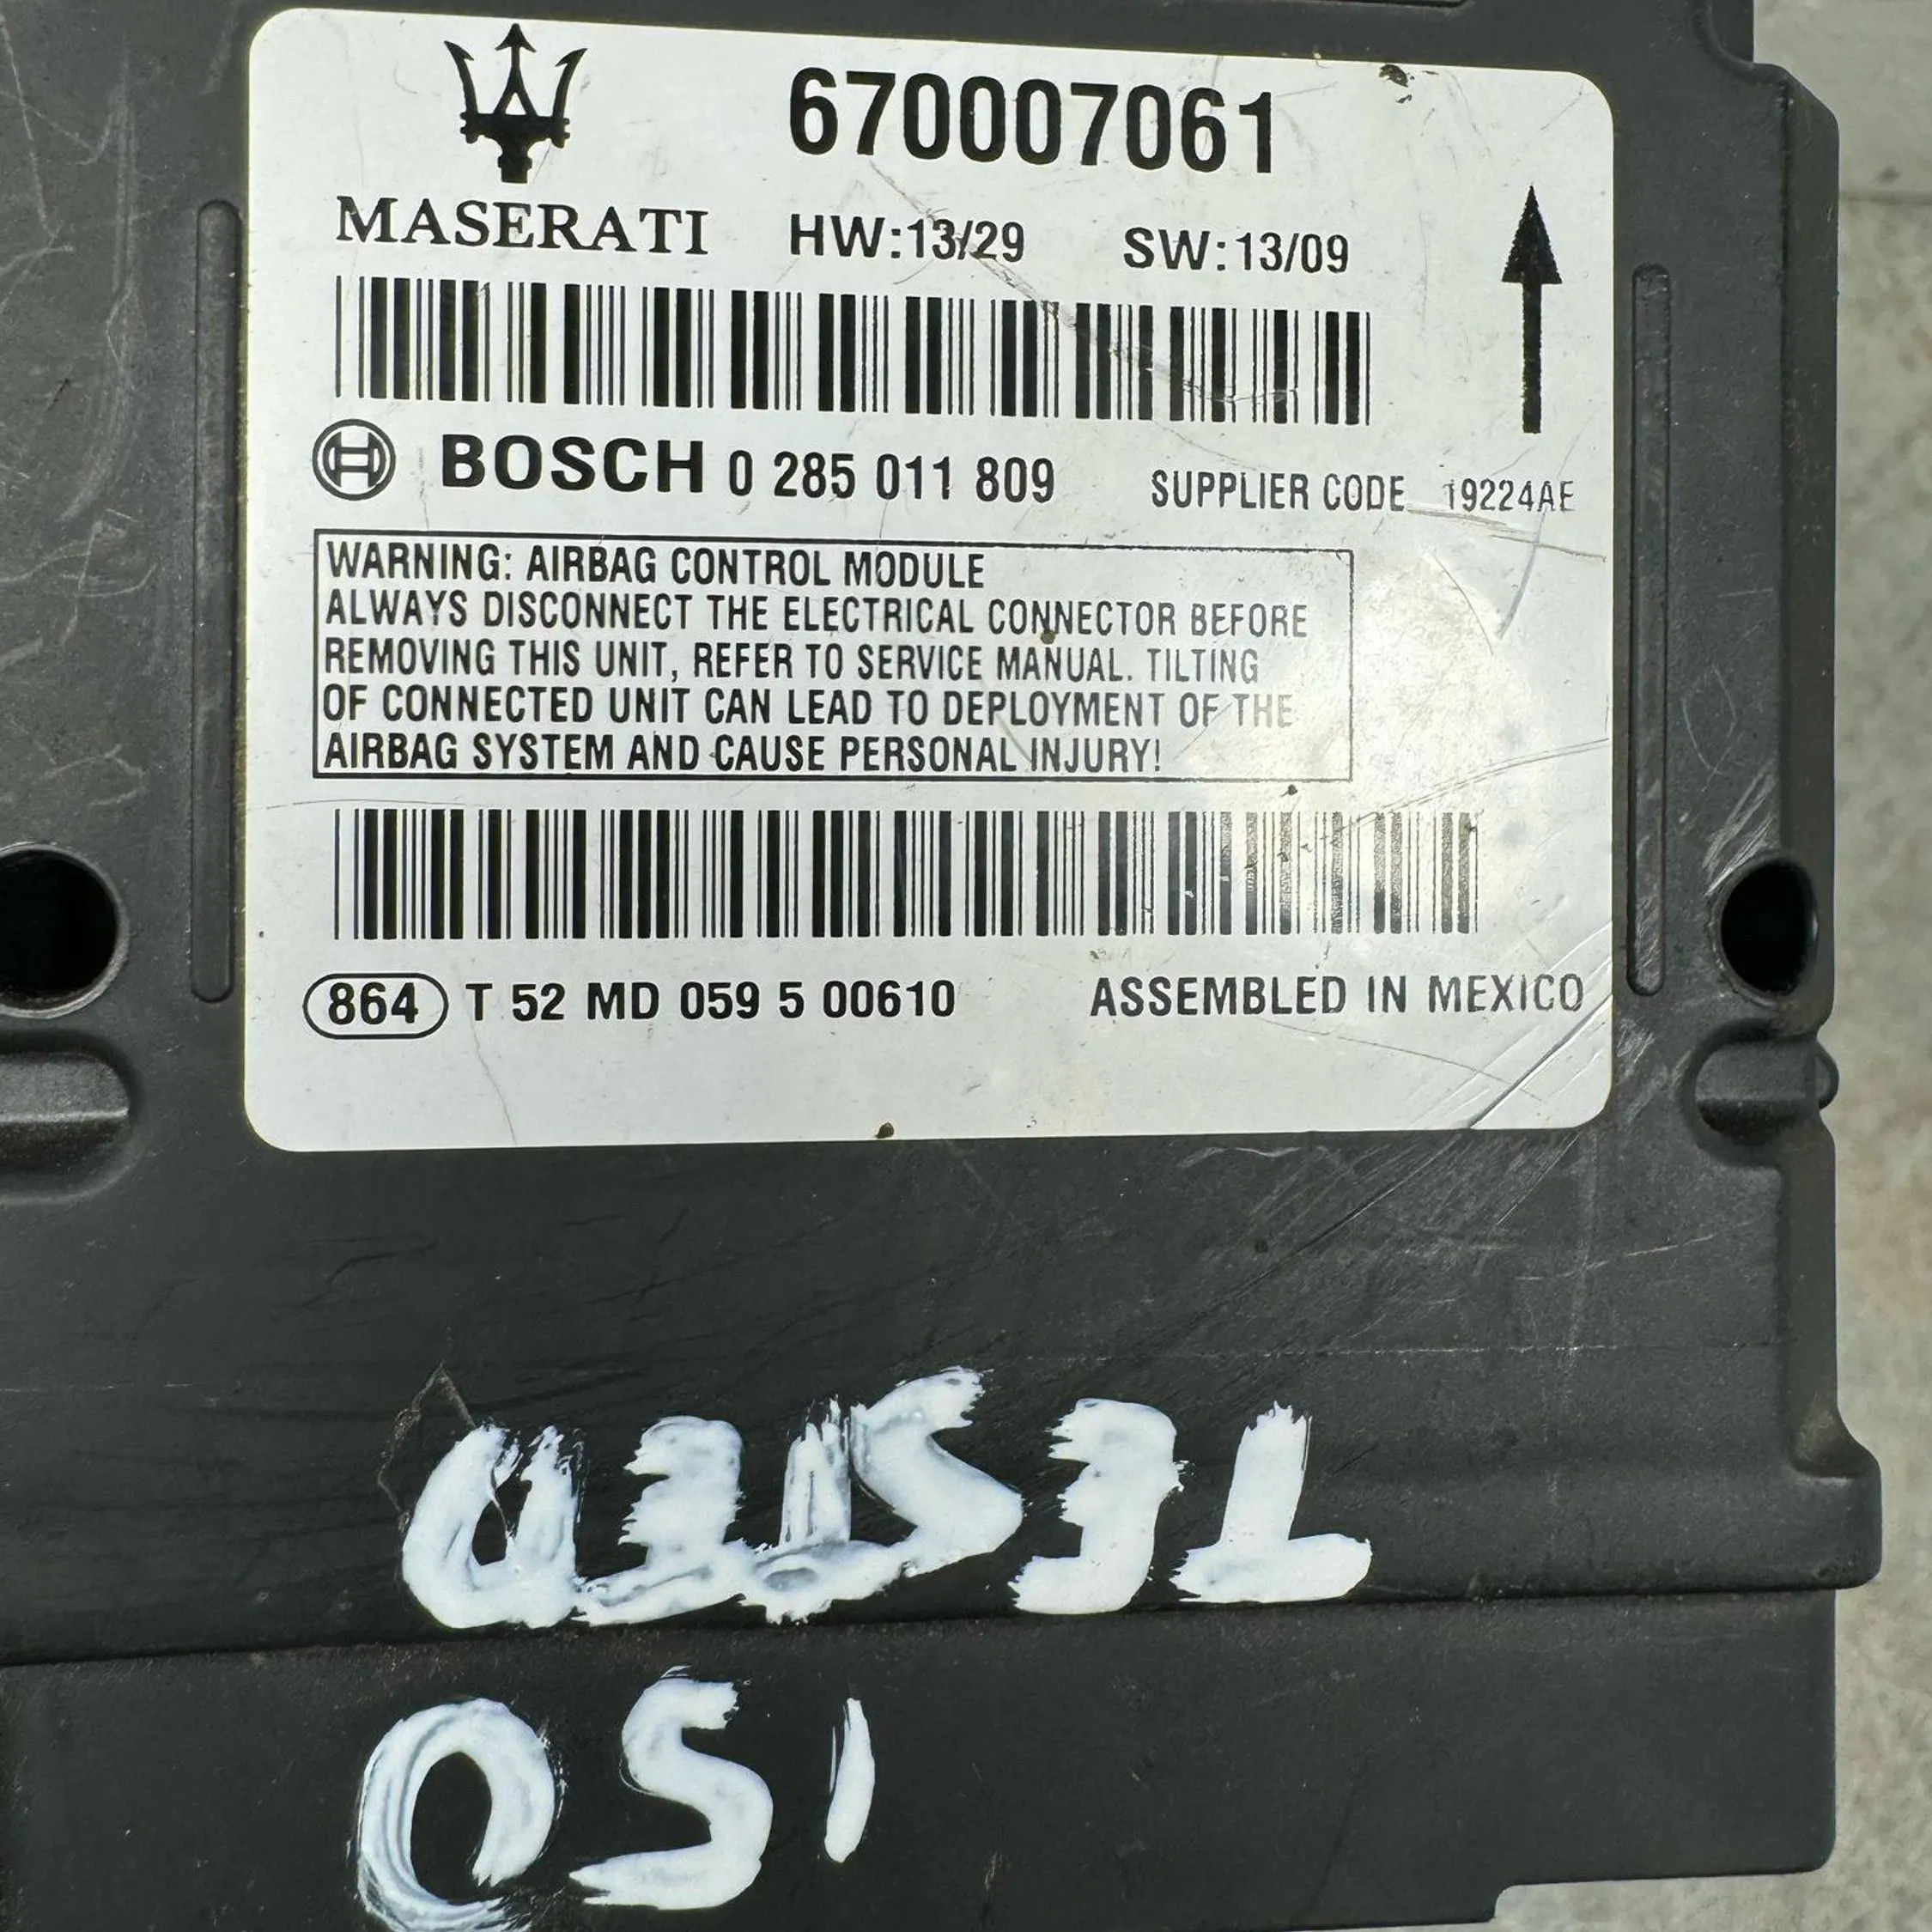 670007061
MASERATI HW:13/29 SW:13/09
BOSCH 0 285 011 809 SUPPLIER CODE 19224AE
WARNING: AIRBAG CONTROL MODULE
ALWAYS DISCONNECT THE ELECTRICAL CONNECTOR BEFORE
REMOVING THIS UNIT, REFER TO SERVICE MANUAL. TILTING
OF CONNECTED UNIT CAN LEAD TO DEPLOYMENT OF THE
AIRBAG SYSTEM AND CAUSE PERSONAL INJURY!
864 T 52 MD 059 5 00610 ASSEMBLED IN MEXICO
TESTED
150